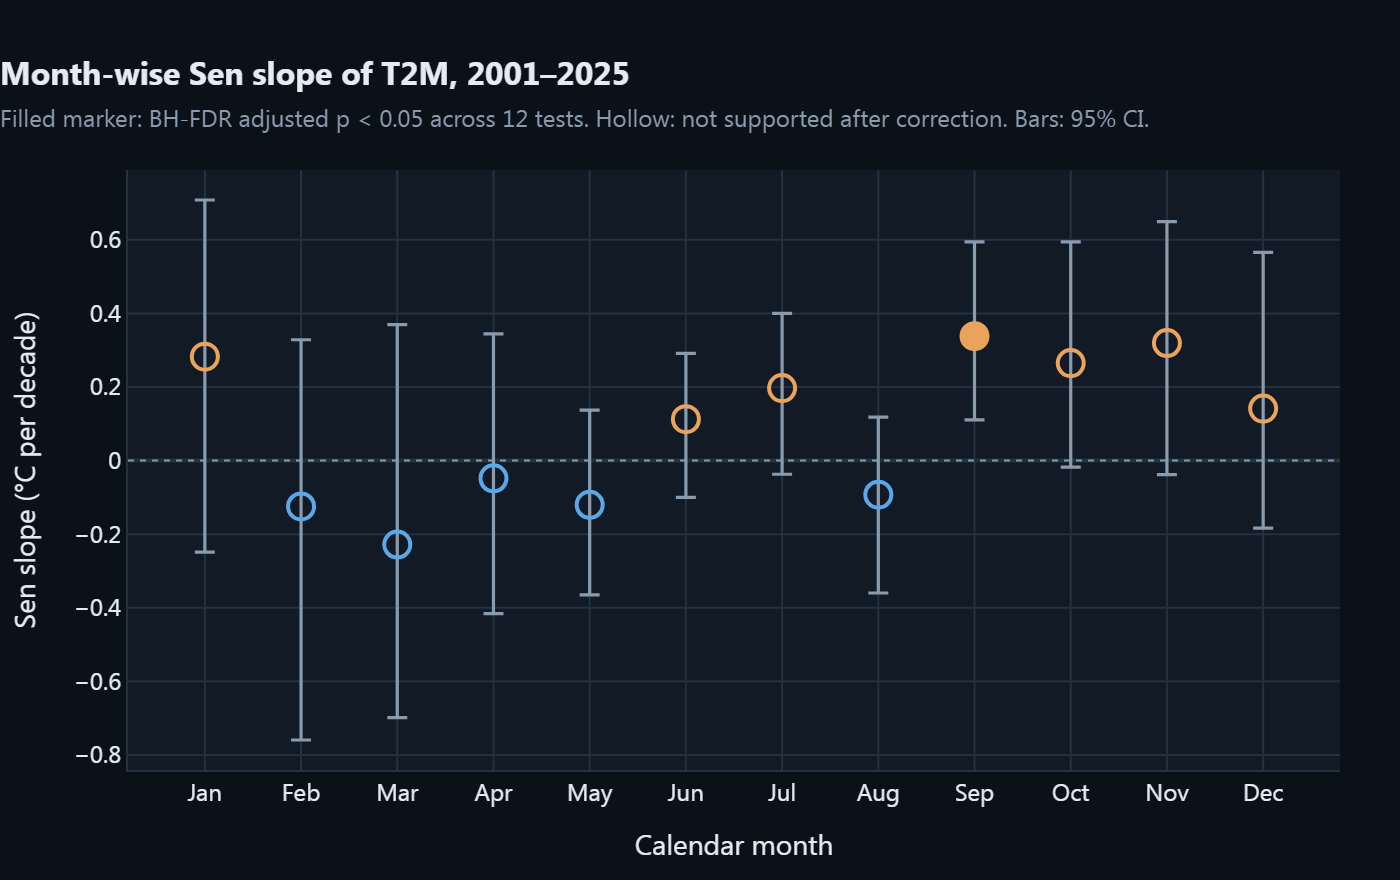 Month-wise Sen slope of T2M, 2001–2025
Filled marker: BH-FDR adjusted p < 0.05 across 12 tests. Hollow: not supported after correction. Bars: 95% CI.
Sen slope (°C per decade)
0.6
0.4
0.2
0
−0.2
−0.4
−0.6
−0.8
Jan Feb Mar Apr May Jun Jul Aug Sep Oct Nov Dec
Calendar month